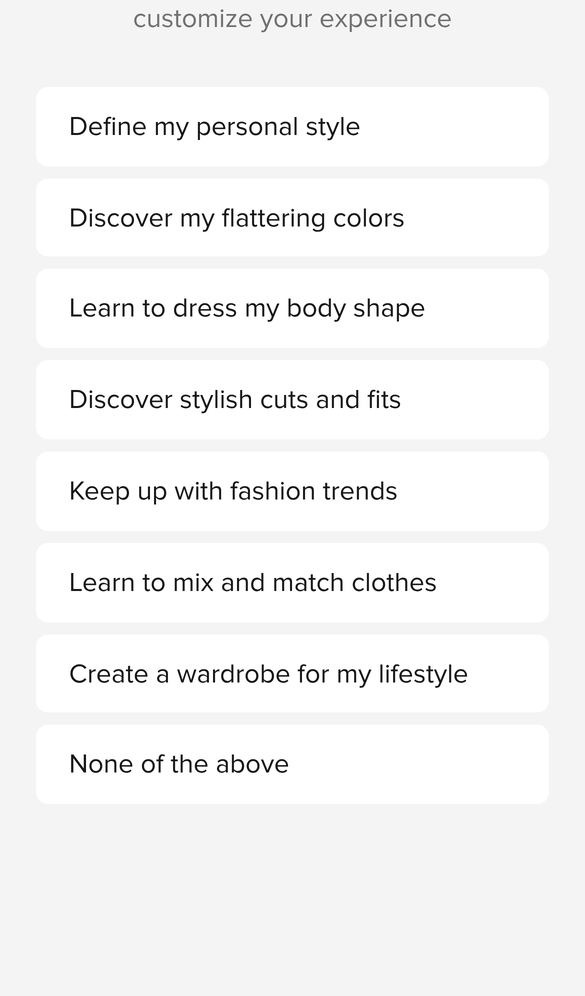 customize your experience
Define my personal style
Discover my flattering colors
Learn to dress my body shape
Discover stylish cuts and fits
Keep up with fashion trends
Learn to mix and match clothes
Create a wardrobe for my lifestyle
None of the above